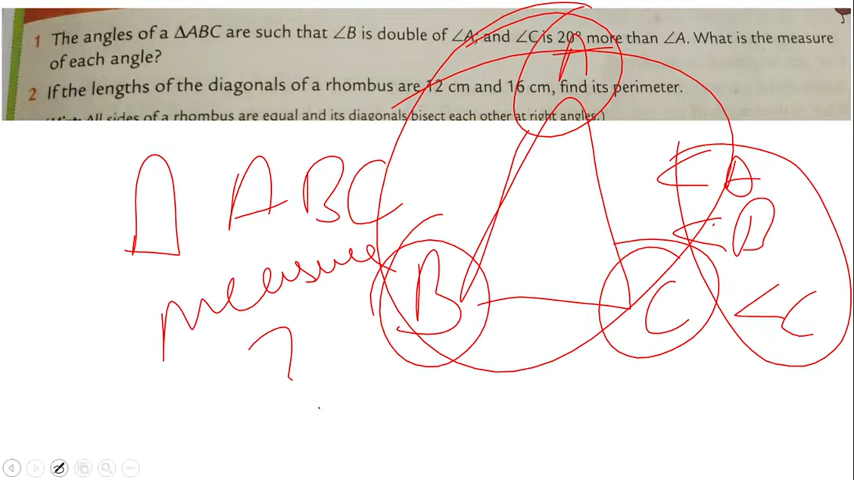 1 The angles of a ΔABC are such that ∠B is double of ∠A, and ∠C is 20° more than ∠A. What is the measure
of each angle?
2 If the lengths of the diagonals of a rhombus are 12 cm and 16 cm, find its perimeter.
All sides of a rhombus are equal and its diagonals bisect each other at right angles.)
A
Δ ABC
∠A
∠B
measure
B
C
∠C
?